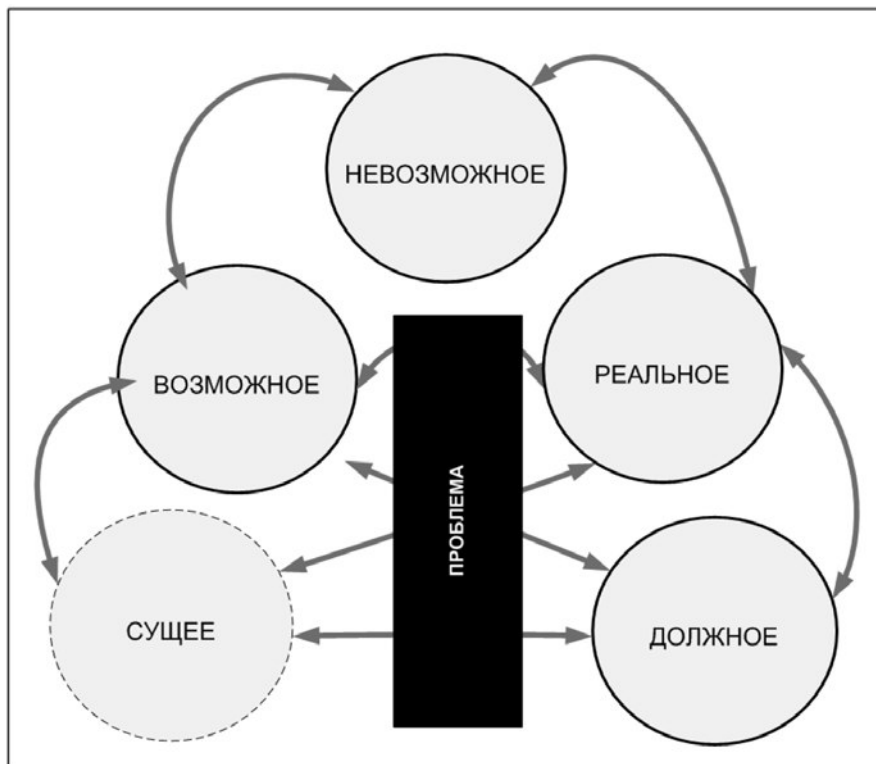 НЕВОЗМОЖНОЕ
ВОЗМОЖНОЕ
РЕАЛЬНОЕ
ПРОБЛЕМА
СУЩЕЕ
ДОЛЖНОЕ